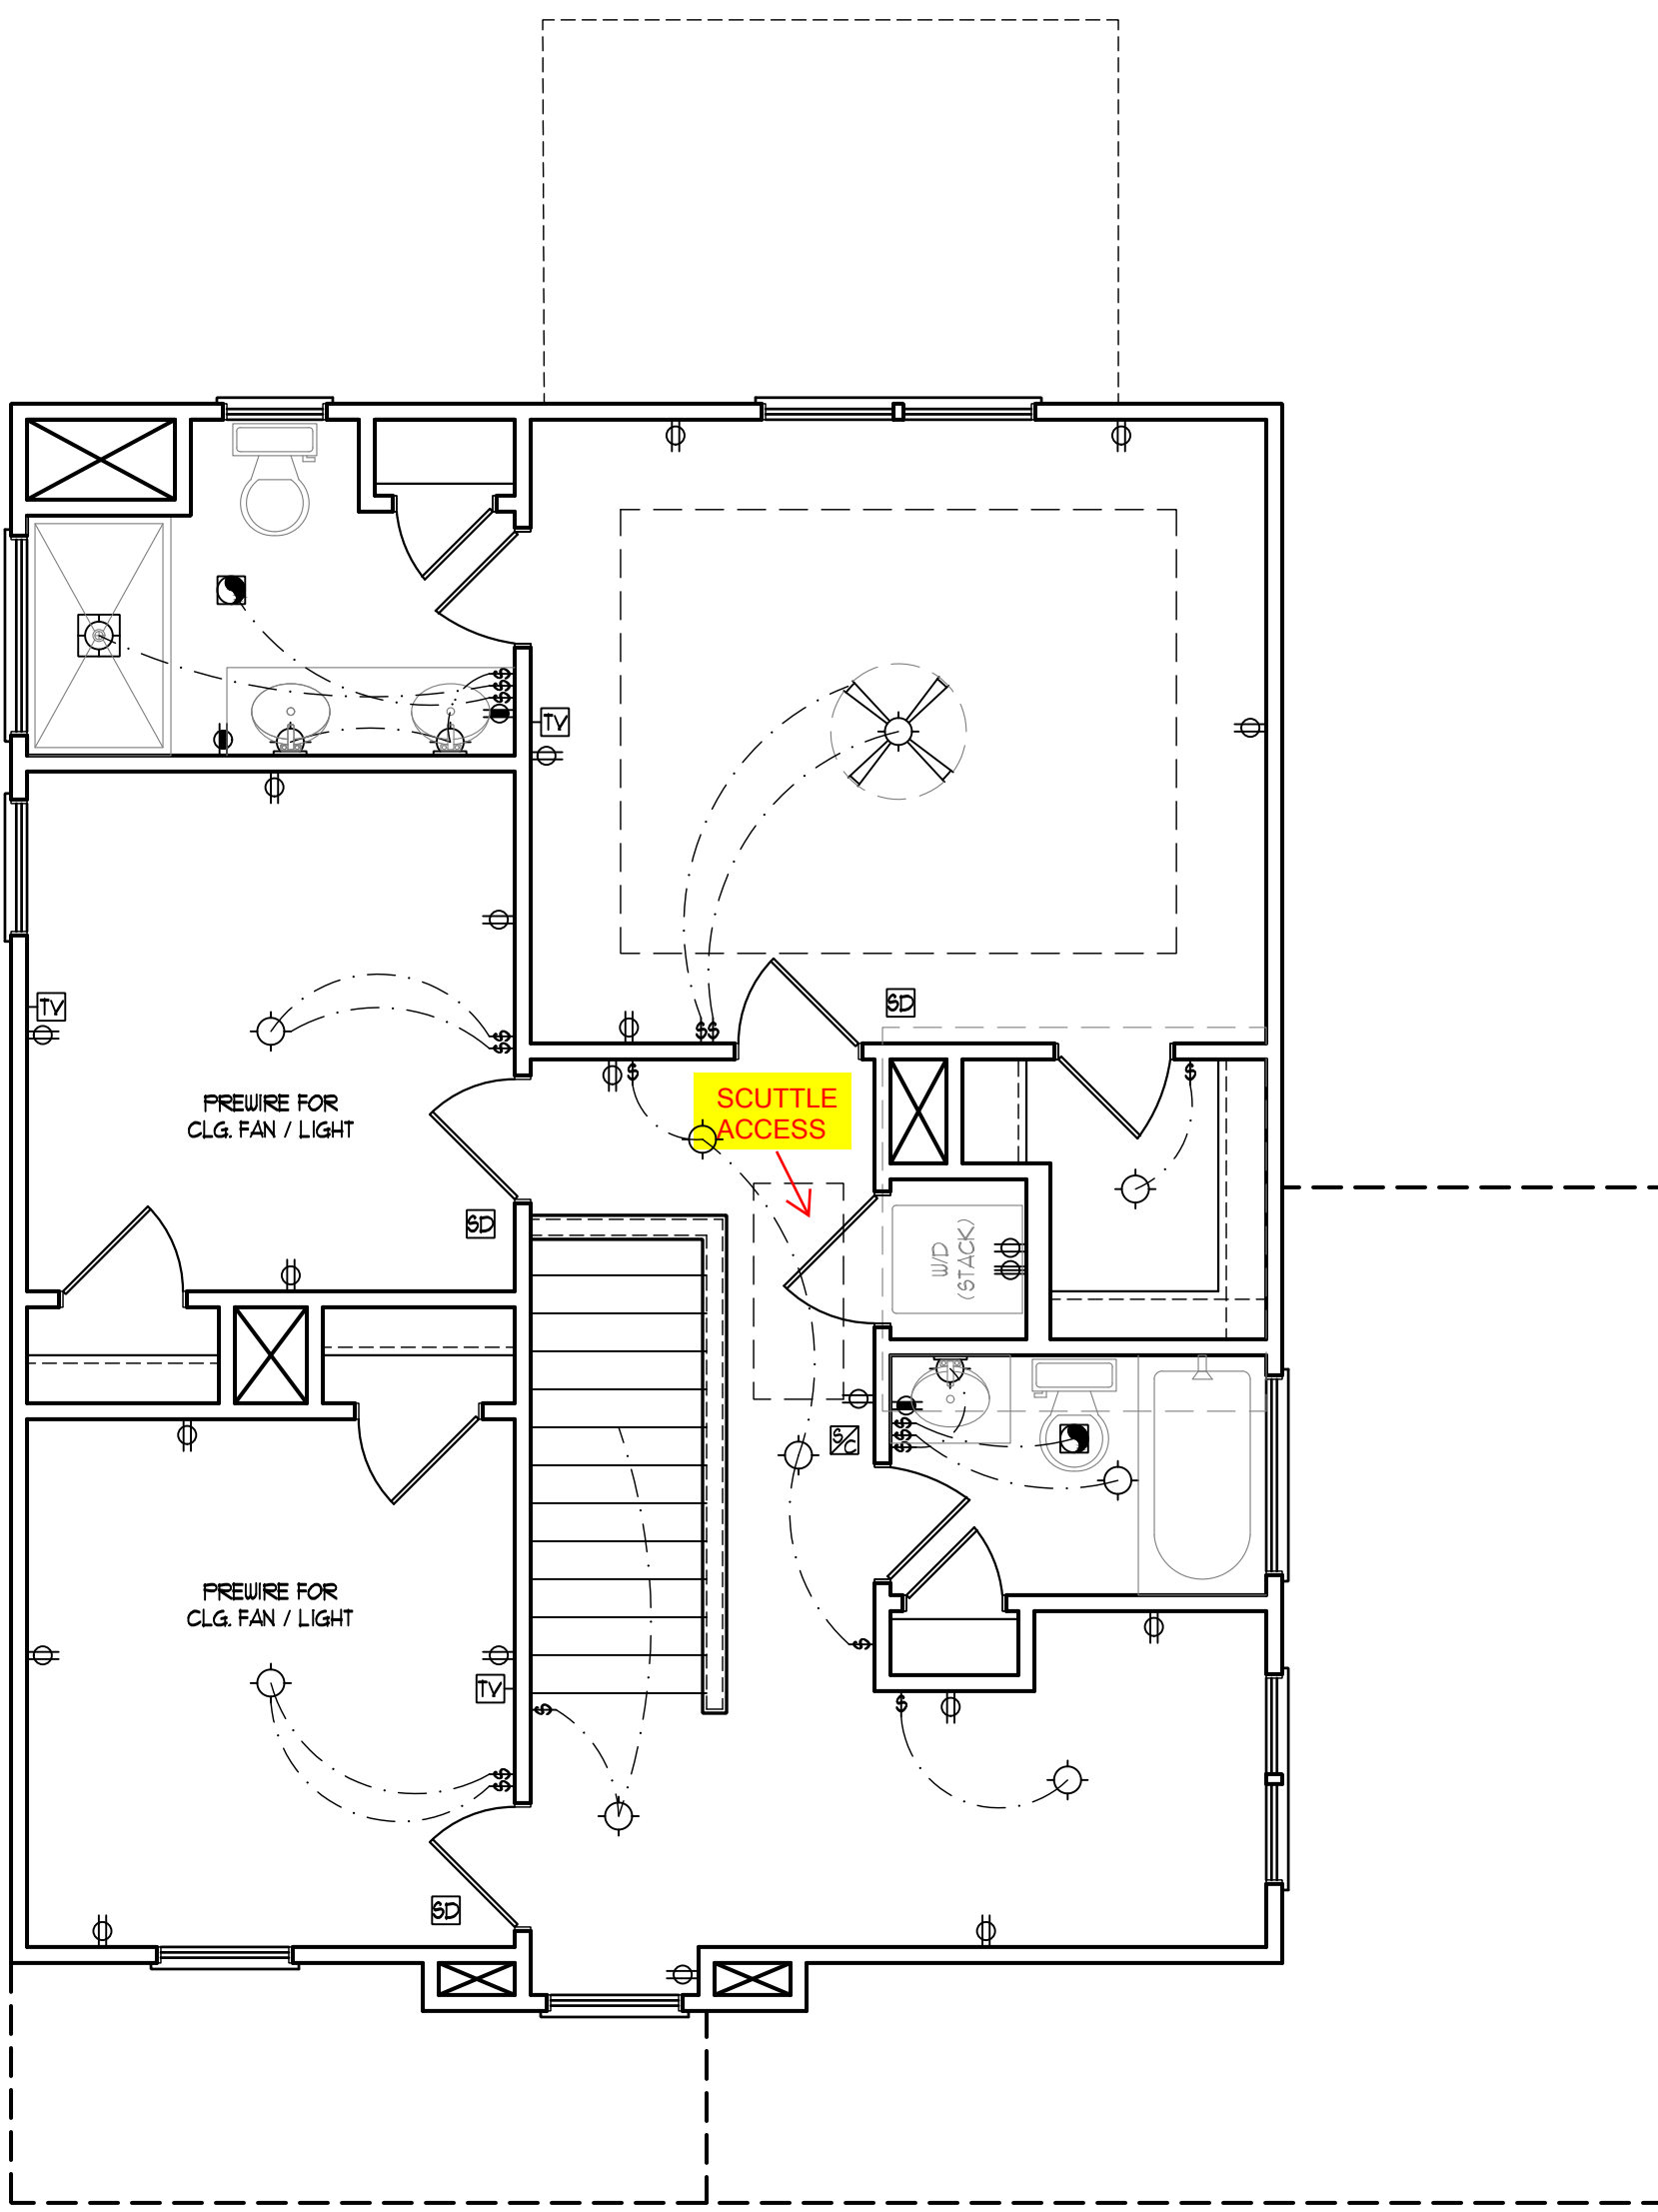 $
$
$
TV
$$
SD
TV
$
$
PREWIRE FOR
CLG. FAN / LIGHT
$
SCUTTLE
ACCESS
$
SD
W/D
(STACK)
S/C
$
$
$
PREWIRE FOR
CLG. FAN / LIGHT
$
TV
$
$
$
$
SD